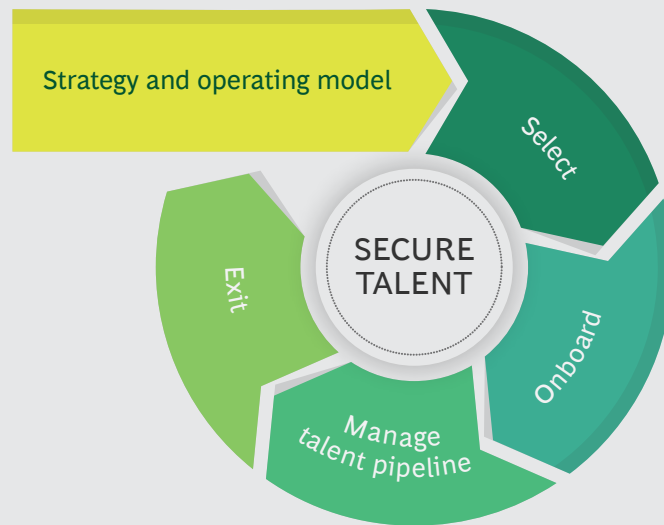 Strategy and operating model
Select
SECURE
TALENT
Onboard
Manage
talent pipeline
Exit